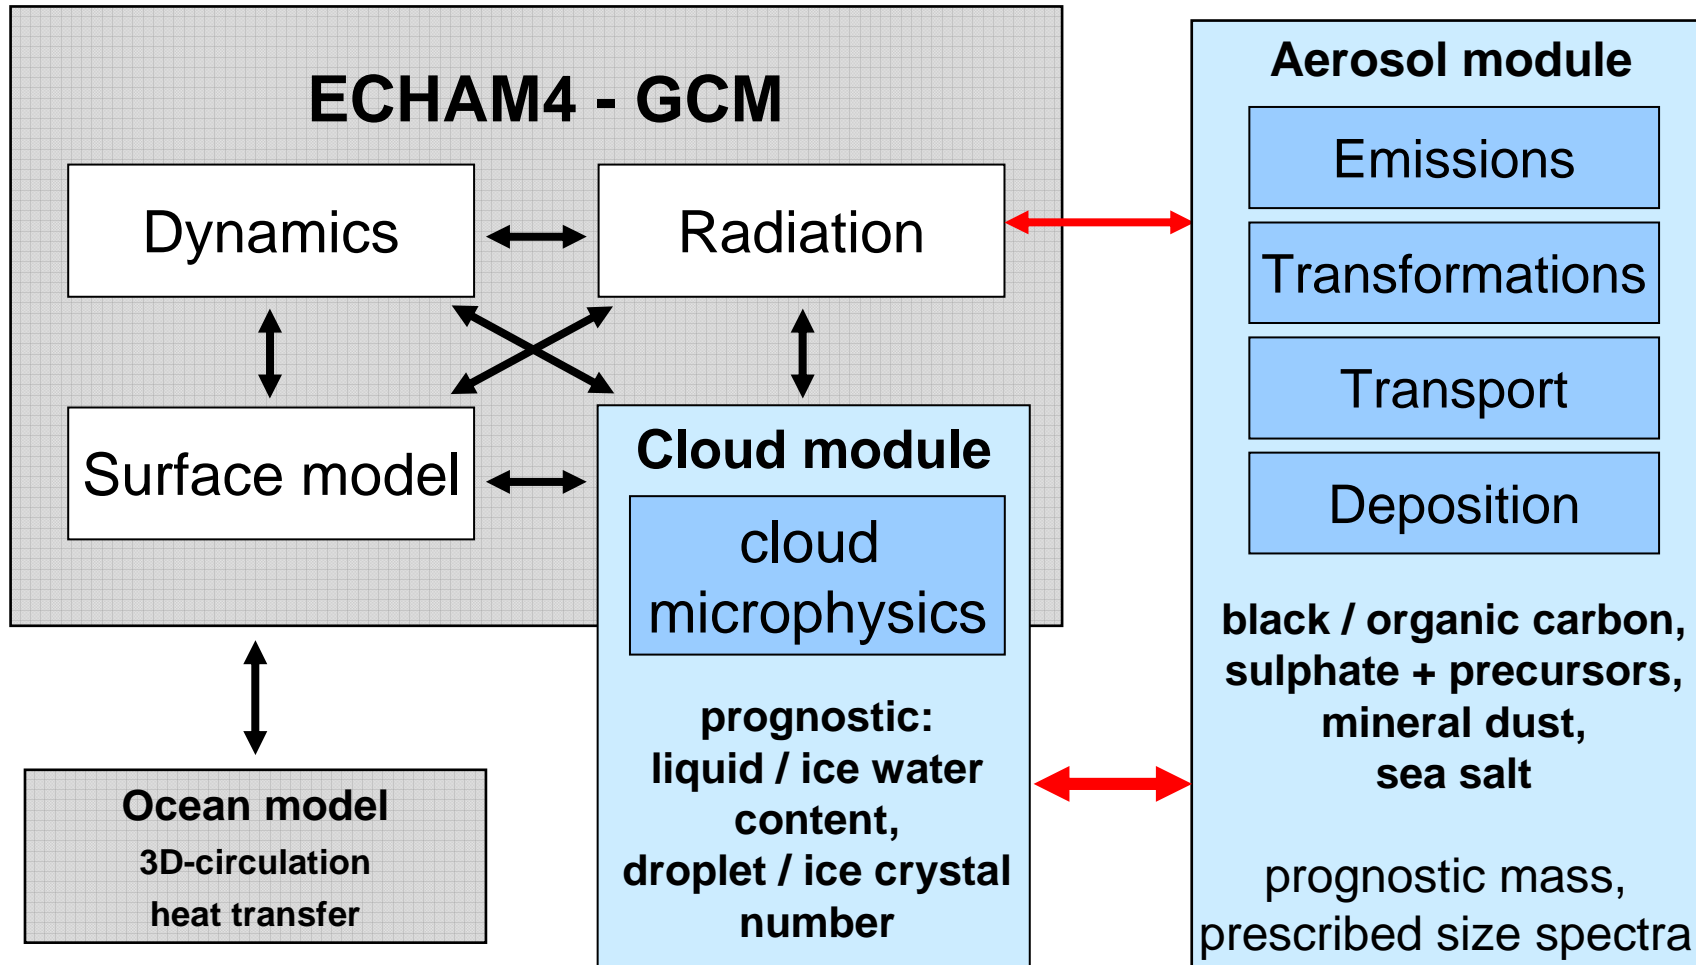 ECHAM4 - GCM
Dynamics
Radiation
Surface model
Cloud module
cloud
microphysics
prognostic:
liquid / ice water
content,
droplet / ice crystal
number
Ocean model
3D-circulation
heat transfer
Aerosol module
Emissions
Transformations
Transport
Deposition
black / organic carbon,
sulphate + precursors,
mineral dust,
sea salt
prognostic mass,
prescribed size spectra